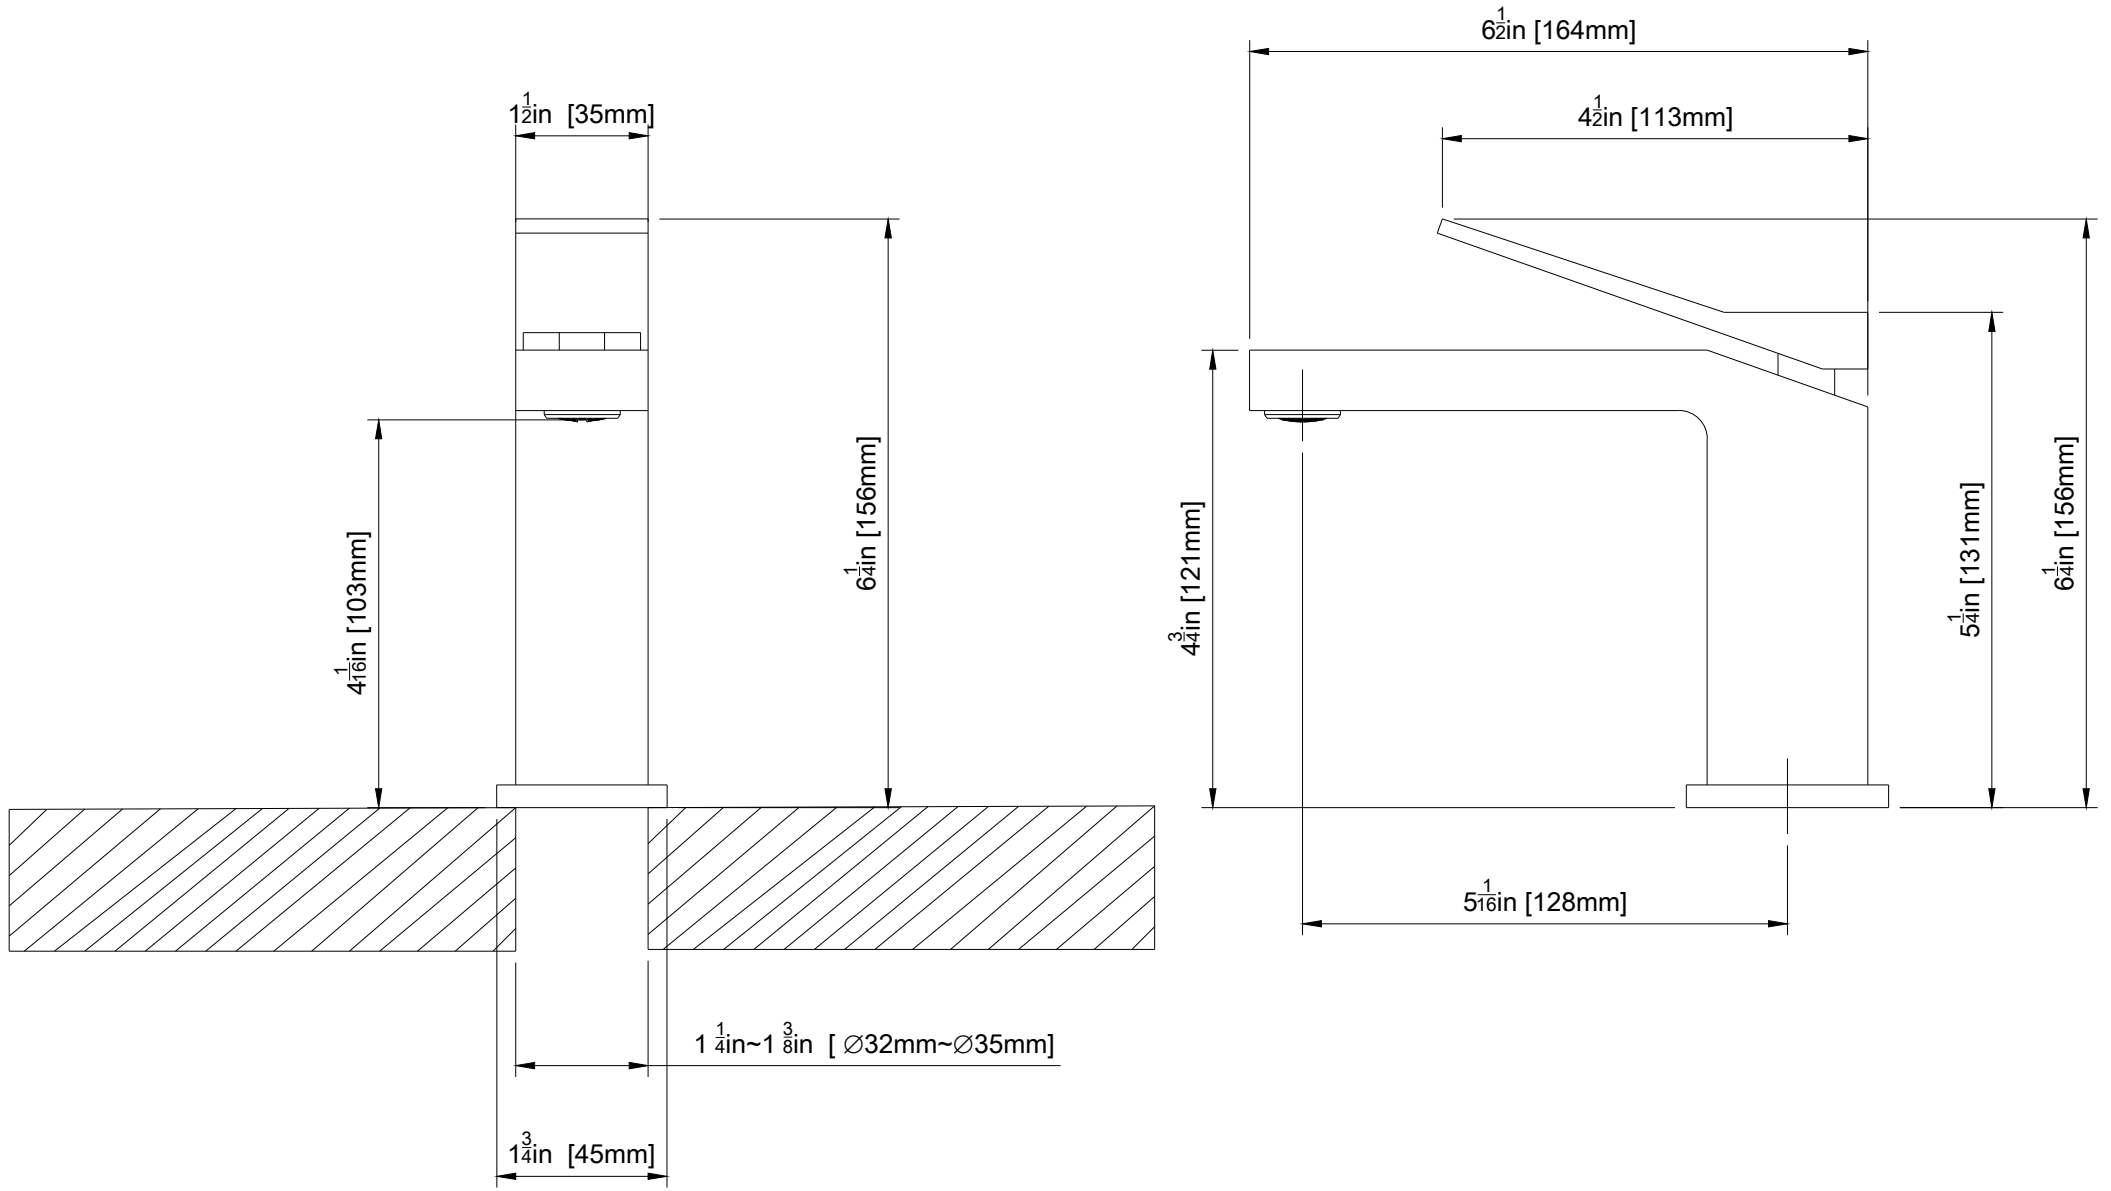 6 1/2in [164mm]
1 1/2in [35mm]
4 1/2in [113mm]
4 1/16in [103mm]
6 1/4in [156mm]
4 3/4in [121mm]
5 1/4in [131mm]
6 1/4in [156mm]
5 1/16in [128mm]
1 1/4in~1 3/8in [ ∅32mm~∅35mm]
1 3/4in [45mm]